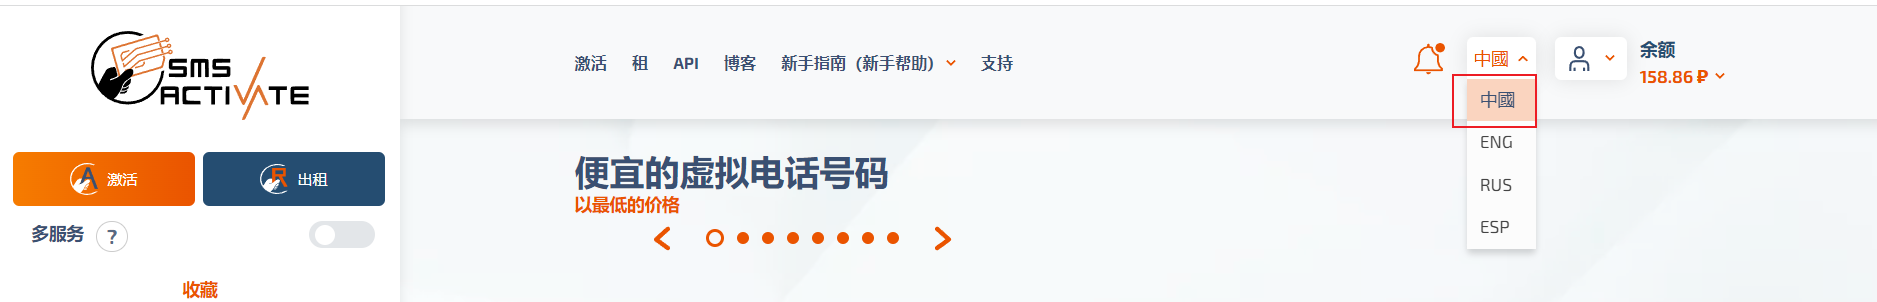 SMS
ACTIVATE
激活 租 API 博客 新手指南（新手帮助） 支持
中國
余额
158.86 ₽
中國
ENG
RUS
ESP
激活 出租
多服务 ?
收藏
便宜的虚拟电话号码
以最低的价格